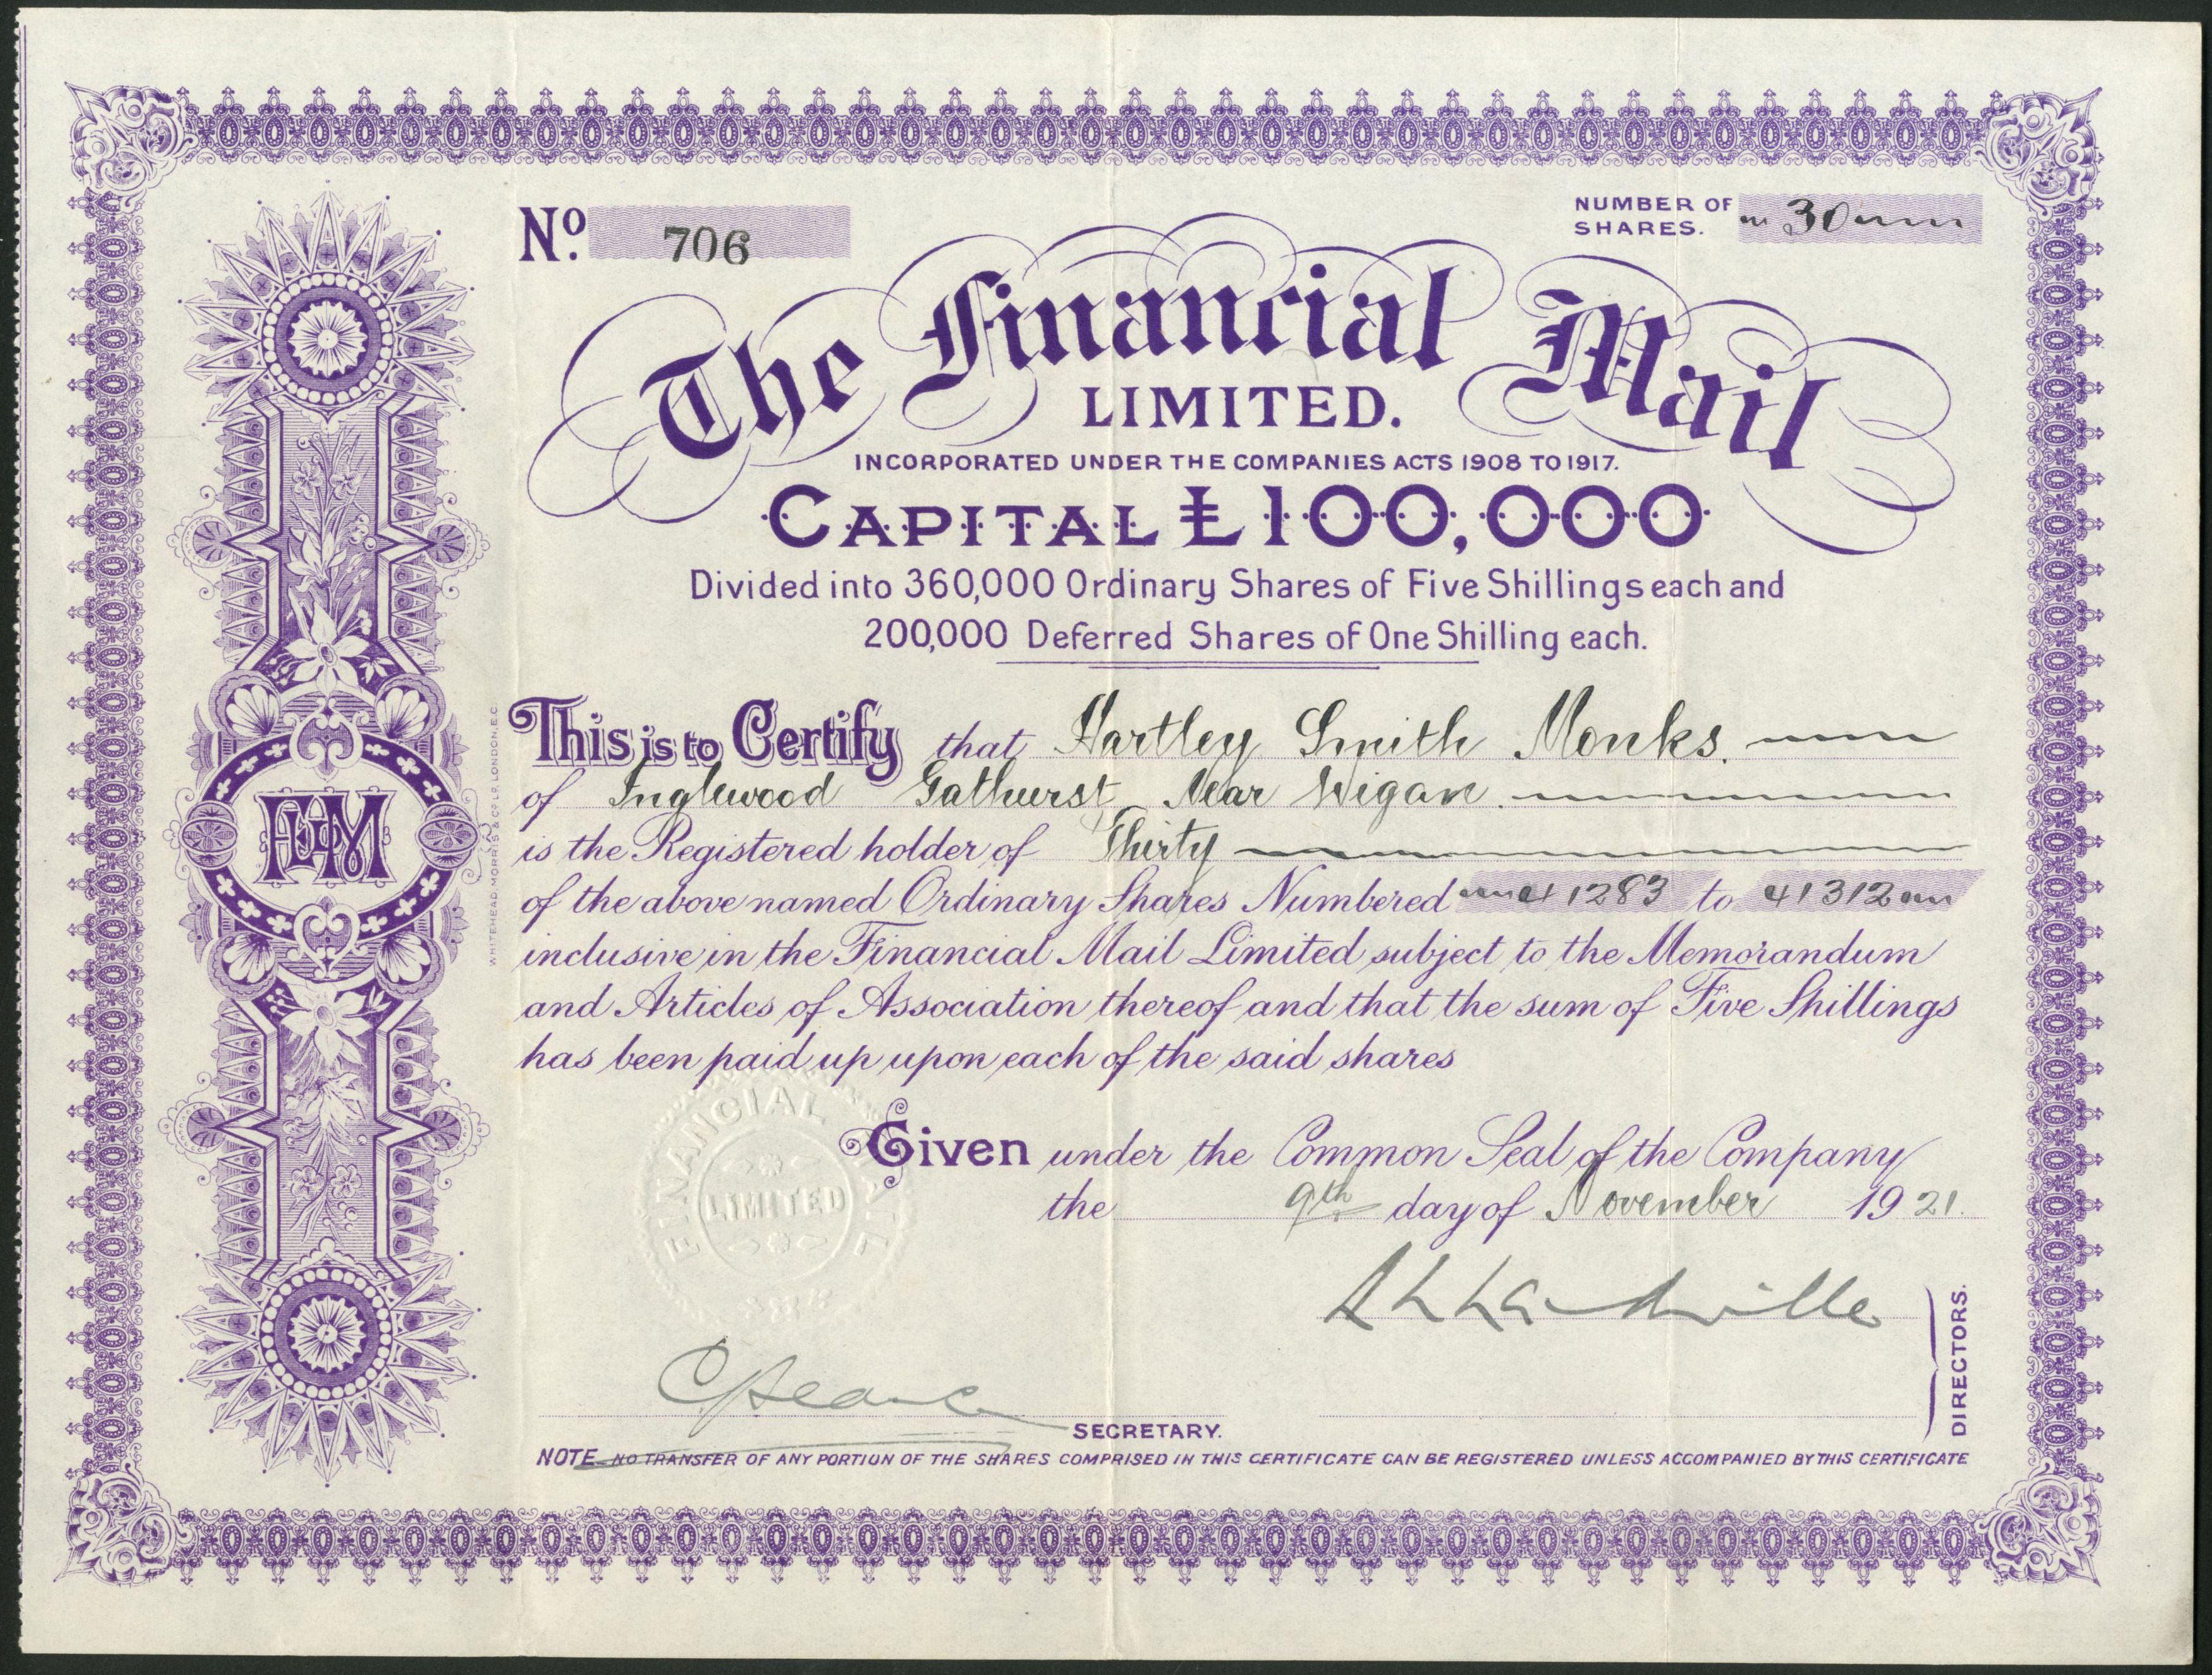 No. 706
NUMBER OF SHARES. 30
The Financial Mail
LIMITED.
INCORPORATED UNDER THE COMPANIES ACTS 1908 TO 1917.
CAPITAL £100,000
Divided into 360,000 Ordinary Shares of Five Shillings each and
200,000 Deferred Shares of One Shilling each.
This is to Certify that Hartley Smith Monks.
of Inglewood Gathurst Near Wigan.
is the Registered holder of Thirty
of the above named Ordinary Shares Numbered 41283 to 41312
inclusive in the Financial Mail Limited subject to the Memorandum
and Articles of Association thereof and that the sum of Five Shillings
has been paid up upon each of the said shares
Given under the Common Seal of the Company
the 9th day of November 1921.
FINANCIAL MAIL
LIMITED
DIRECTORS.
SECRETARY.
NOTE NO TRANSFER OF ANY PORTION OF THE SHARES COMPRISED IN THIS CERTIFICATE CAN BE REGISTERED UNLESS ACCOMPANIED BY THIS CERTIFICATE
WHITEHEAD, MORRIS & CO LD. LONDON, E.C.